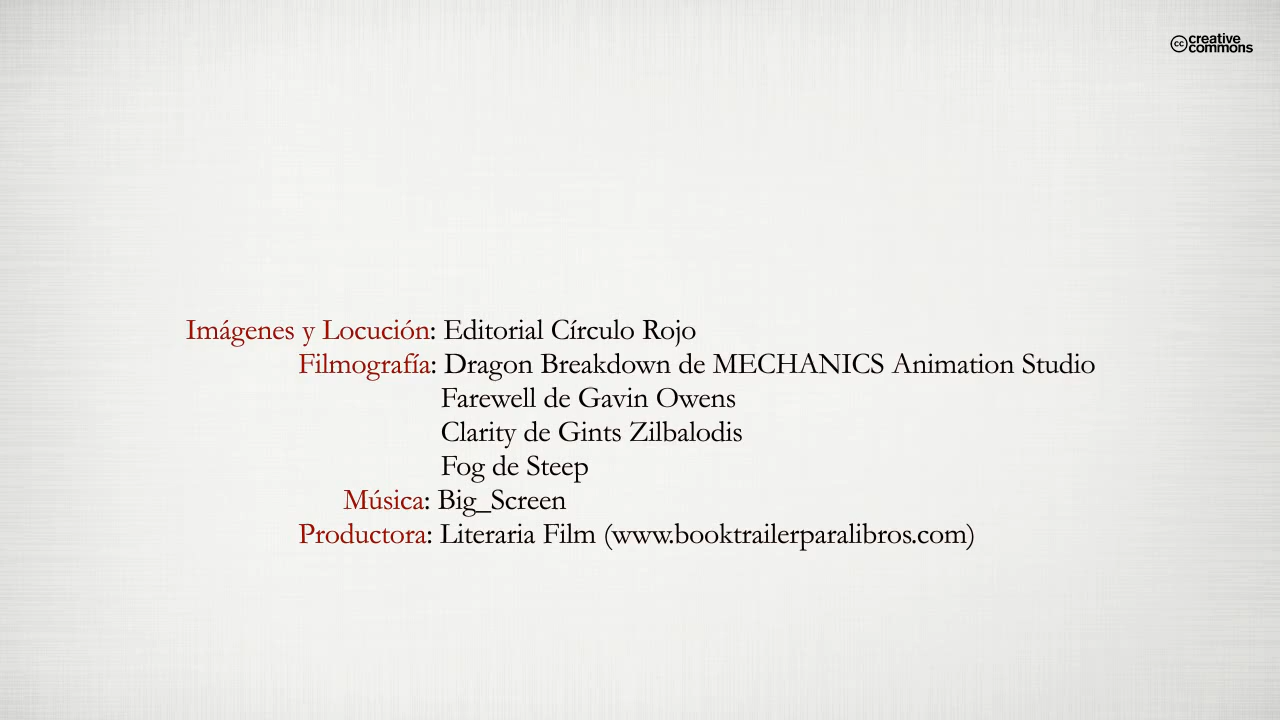 creative
commons
Imágenes y Locución: Editorial Círculo Rojo
Filmografía: Dragon Breakdown de MECHANICS Animation Studio
Farewell de Gavin Owens
Clarity de Gints Zilbalodis
Fog de Steep
Música: Big_Screen
Productora: Literaria Film (www.booktrailerparalibros.com)